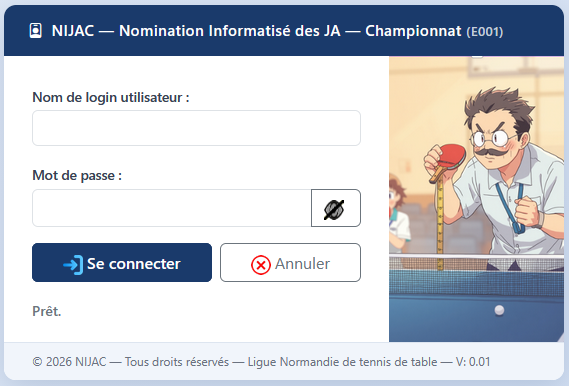 NIJAC — Nomination Informatisé des JA — Championnat (E001)
Nom de login utilisateur :
Mot de passe :
Se connecter
Annuler
Prêt.
© 2026 NIJAC — Tous droits réservés — Ligue Normandie de tennis de table — V: 0.01